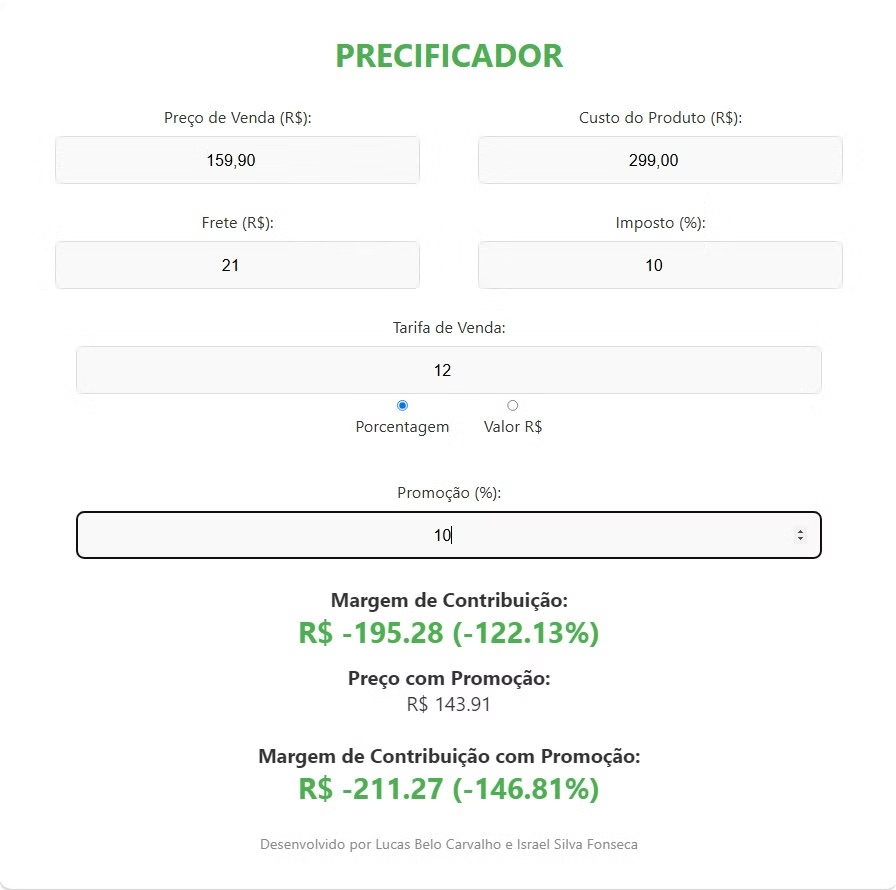 PRECIFICADOR
Preço de Venda (R$): Custo do Produto (R$):
159,90 299,00
Frete (R$): Imposto (%):
21 10
Tarifa de Venda:
12
Porcentagem Valor R$
Promoção (%):
10
Margem de Contribuição:
R$ -195.28 (-122.13%)
Preço com Promoção:
R$ 143.91
Margem de Contribuição com Promoção:
R$ -211.27 (-146.81%)
Desenvolvido por Lucas Belo Carvalho e Israel Silva Fonseca